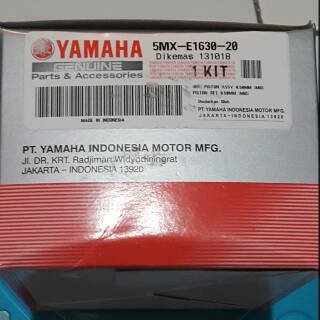 YAMAHA
GENUINE
Parts & Accessories
5MX-E1630-20
Dikemas 131018
1 KIT
MADE IN INDONESIA
PT. YAMAHA INDONESIA MOTOR MFG.
JAKARTA - INDONESIA
PT. YAMAHA INDONESIA MOTOR MFG.
Jl. DR. KRT. Radjiman Widyodiningrat
JAKARTA – INDONESIA 13920